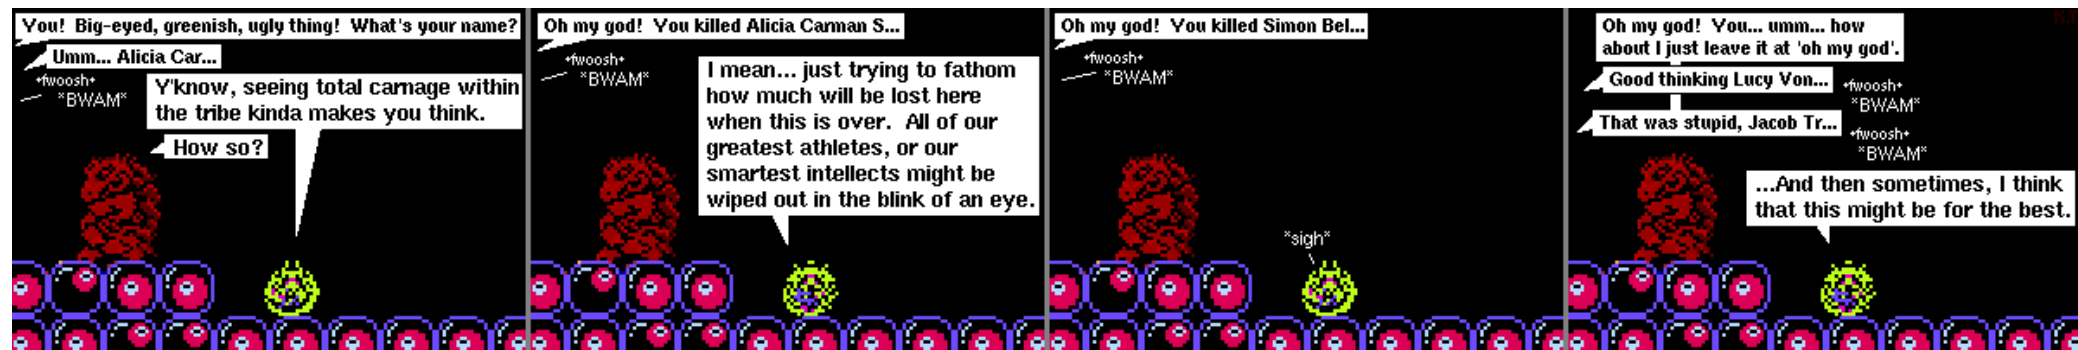 You!  Big-eyed, greenish, ugly thing!  What's your name?
Umm... Alicia Car...
*fwoosh*
*BWAM*
Y'know, seeing total carnage within
the tribe kinda makes you think.
How so?
Oh my god!  You killed Alicia Carman S...
*fwoosh*
*BWAM*
I mean... just trying to fathom
how much will be lost here
when this is over.  All of our
greatest athletes, or our
smartest intellects might be
wiped out in the blink of an eye.
Oh my god!  You killed Simon Bel...
*fwoosh*
*BWAM*
*sigh*
Oh my god!  You... umm... how
about I just leave it at 'oh my god'.
Good thinking Lucy Von...
*fwoosh*
*BWAM*
That was stupid, Jacob Tr...
*fwoosh*
*BWAM*
...And then sometimes, I think
that this might be for the best.